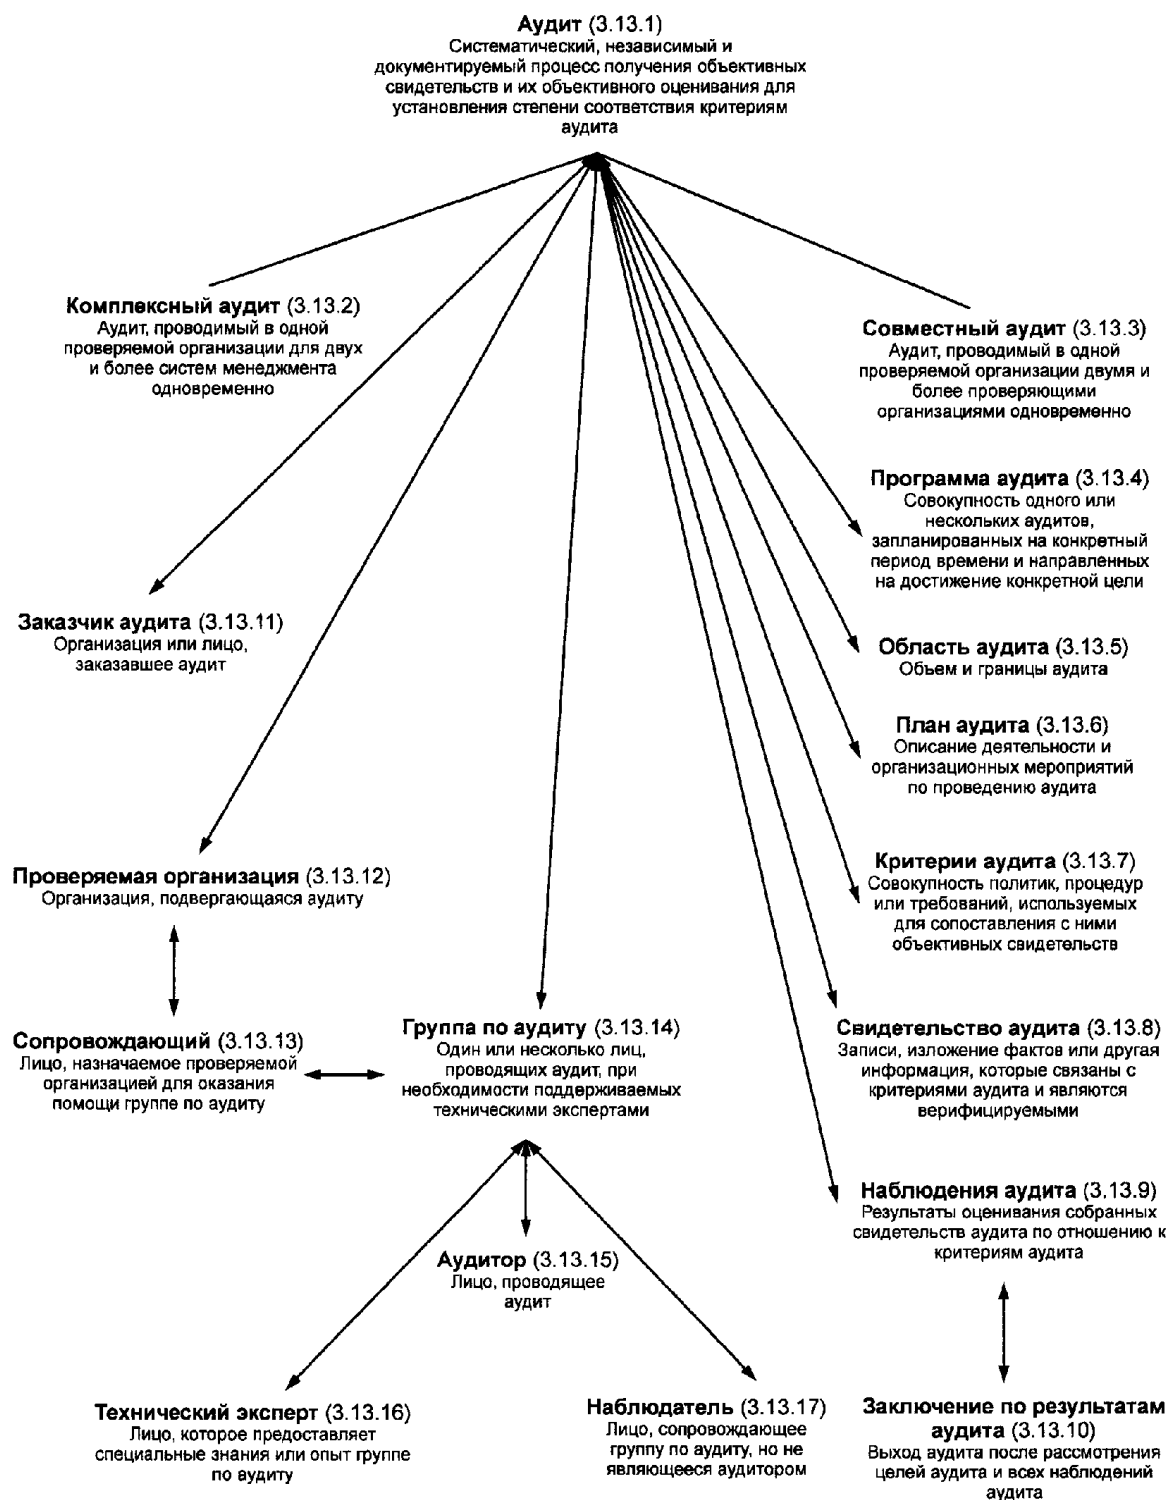 Аудит (3.13.1)
Систематический, независимый и
документируемый процесс получения объективных
свидетельств и их объективного оценивания для
установления степени соответствия критериям
аудита
Комплексный аудит (3.13.2)
Аудит, проводимый в одной
проверяемой организации для двух
и более систем менеджмента
одновременно
Совместный аудит (3.13.3)
Аудит, проводимый в одной
проверяемой организации двумя и
более проверяющими
организациями одновременно
Программа аудита (3.13.4)
Совокупность одного или
нескольких аудитов,
запланированных на конкретный
период времени и направленных
на достижение конкретной цели
Заказчик аудита (3.13.11)
Организация или лицо,
заказавшее аудит
Область аудита (3.13.5)
Объем и границы аудита
План аудита (3.13.6)
Описание деятельности и
организационных мероприятий
по проведению аудита
Критерии аудита (3.13.7)
Совокупность политик, процедур
или требований, используемых
для сопоставления с ними
объективных свидетельств
Проверяемая организация (3.13.12)
Организация, подвергающаяся аудиту
Сопровождающий (3.13.13)
Лицо, назначаемое проверяемой
организацией для оказания
помощи группе по аудиту
Группа по аудиту (3.13.14)
Один или несколько лиц,
проводящих аудит, при
необходимости поддерживаемых
техническими экспертами
Свидетельство аудита (3.13.8)
Записи, изложение фактов или другая
информация, которые связаны с
критериями аудита и являются
верифицируемыми
Наблюдения аудита (3.13.9)
Результаты оценивания собранных
свидетельств аудита по отношению к
критериям аудита
Аудитор (3.13.15)
Лицо, проводящее
аудит
Технический эксперт (3.13.16)
Лицо, которое предоставляет
специальные знания или опыт группе
по аудиту
Наблюдатель (3.13.17)
Лицо, сопровождающее
группу по аудиту, но не
являющееся аудитором
Заключение по результатам
аудита (3.13.10)
Выход аудита после рассмотрения
целей аудита и всех наблюдений
аудита